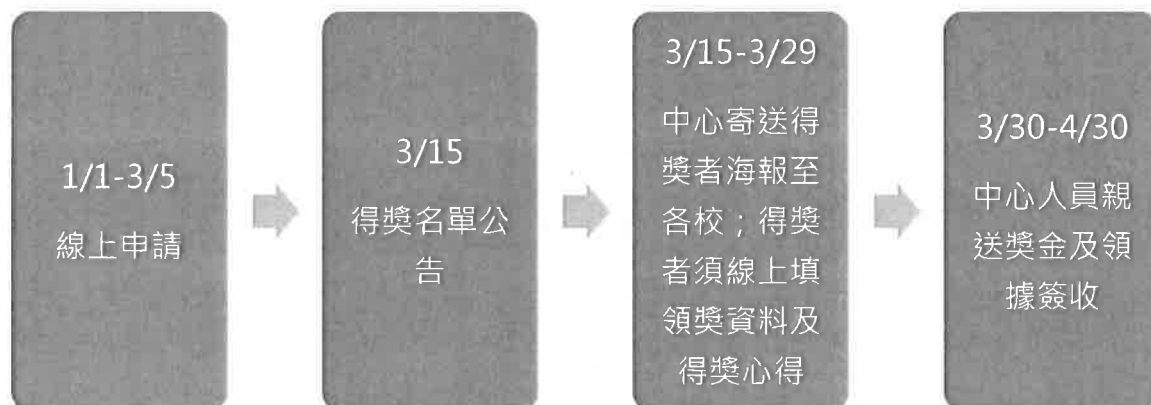 1/1-3/5
線上申請
3/15
得獎名單公
告
3/15-3/29
中心寄送得
獎者海報至
各校；得獎
者須線上填
領獎資料及
得獎心得
3/30-4/30
中心人員親
送獎金及領
據簽收